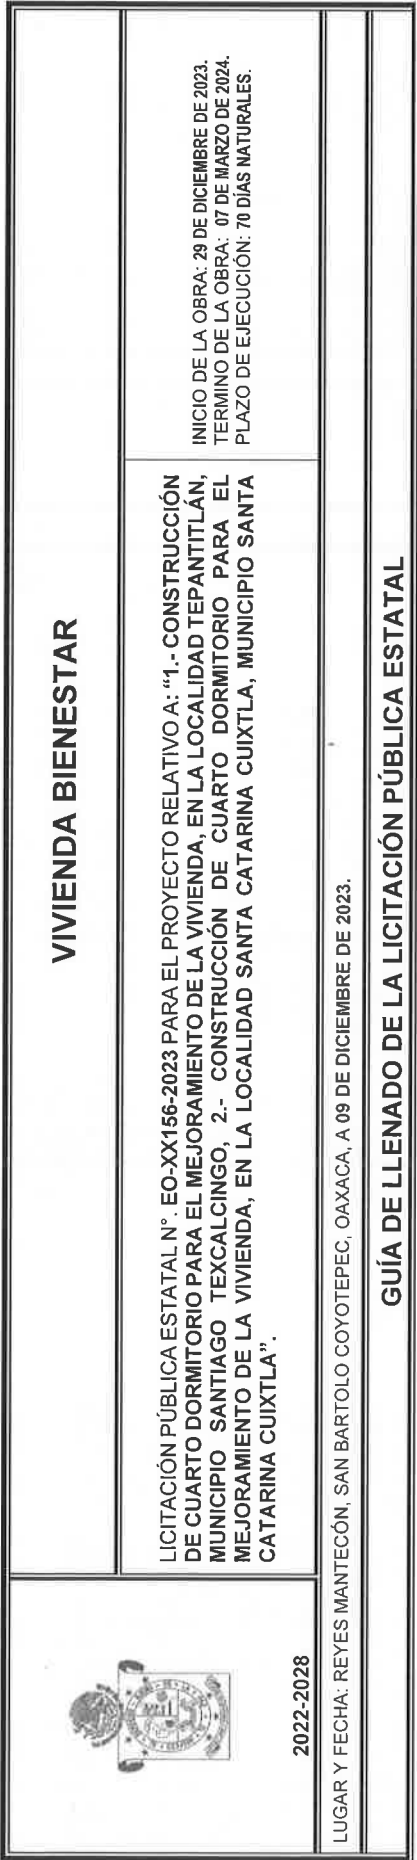 VIVIENDA BIENESTAR
2022-2028
LICITACIÓN PÚBLICA ESTATAL N°. EO-XX156-2023 PARA EL PROYECTO RELATIVO A: “1.- CONSTRUCCIÓN
DE CUARTO DORMITORIO PARA EL MEJORAMIENTO DE LA VIVIENDA, EN LA LOCALIDAD TEPANTITLÁN,
MUNICIPIO SANTIAGO TEXCALCINGO, 2.- CONSTRUCCIÓN DE CUARTO DORMITORIO PARA EL
MEJORAMIENTO DE LA VIVIENDA, EN LA LOCALIDAD SANTA CATARINA CUIXTLA, MUNICIPIO SANTA
CATARINA CUIXTLA”.
INICIO DE LA OBRA: 29 DE DICIEMBRE DE 2023.
TERMINO DE LA OBRA: 07 DE MARZO DE 2024.
PLAZO DE EJECUCIÓN: 70 DÍAS NATURALES.
LUGAR Y FECHA: REYES MANTECÓN, SAN BARTOLO COYOTEPEC, OAXACA, A 09 DE DICIEMBRE DE 2023.
GUÍA DE LLENADO DE LA LICITACIÓN PÚBLICA ESTATAL